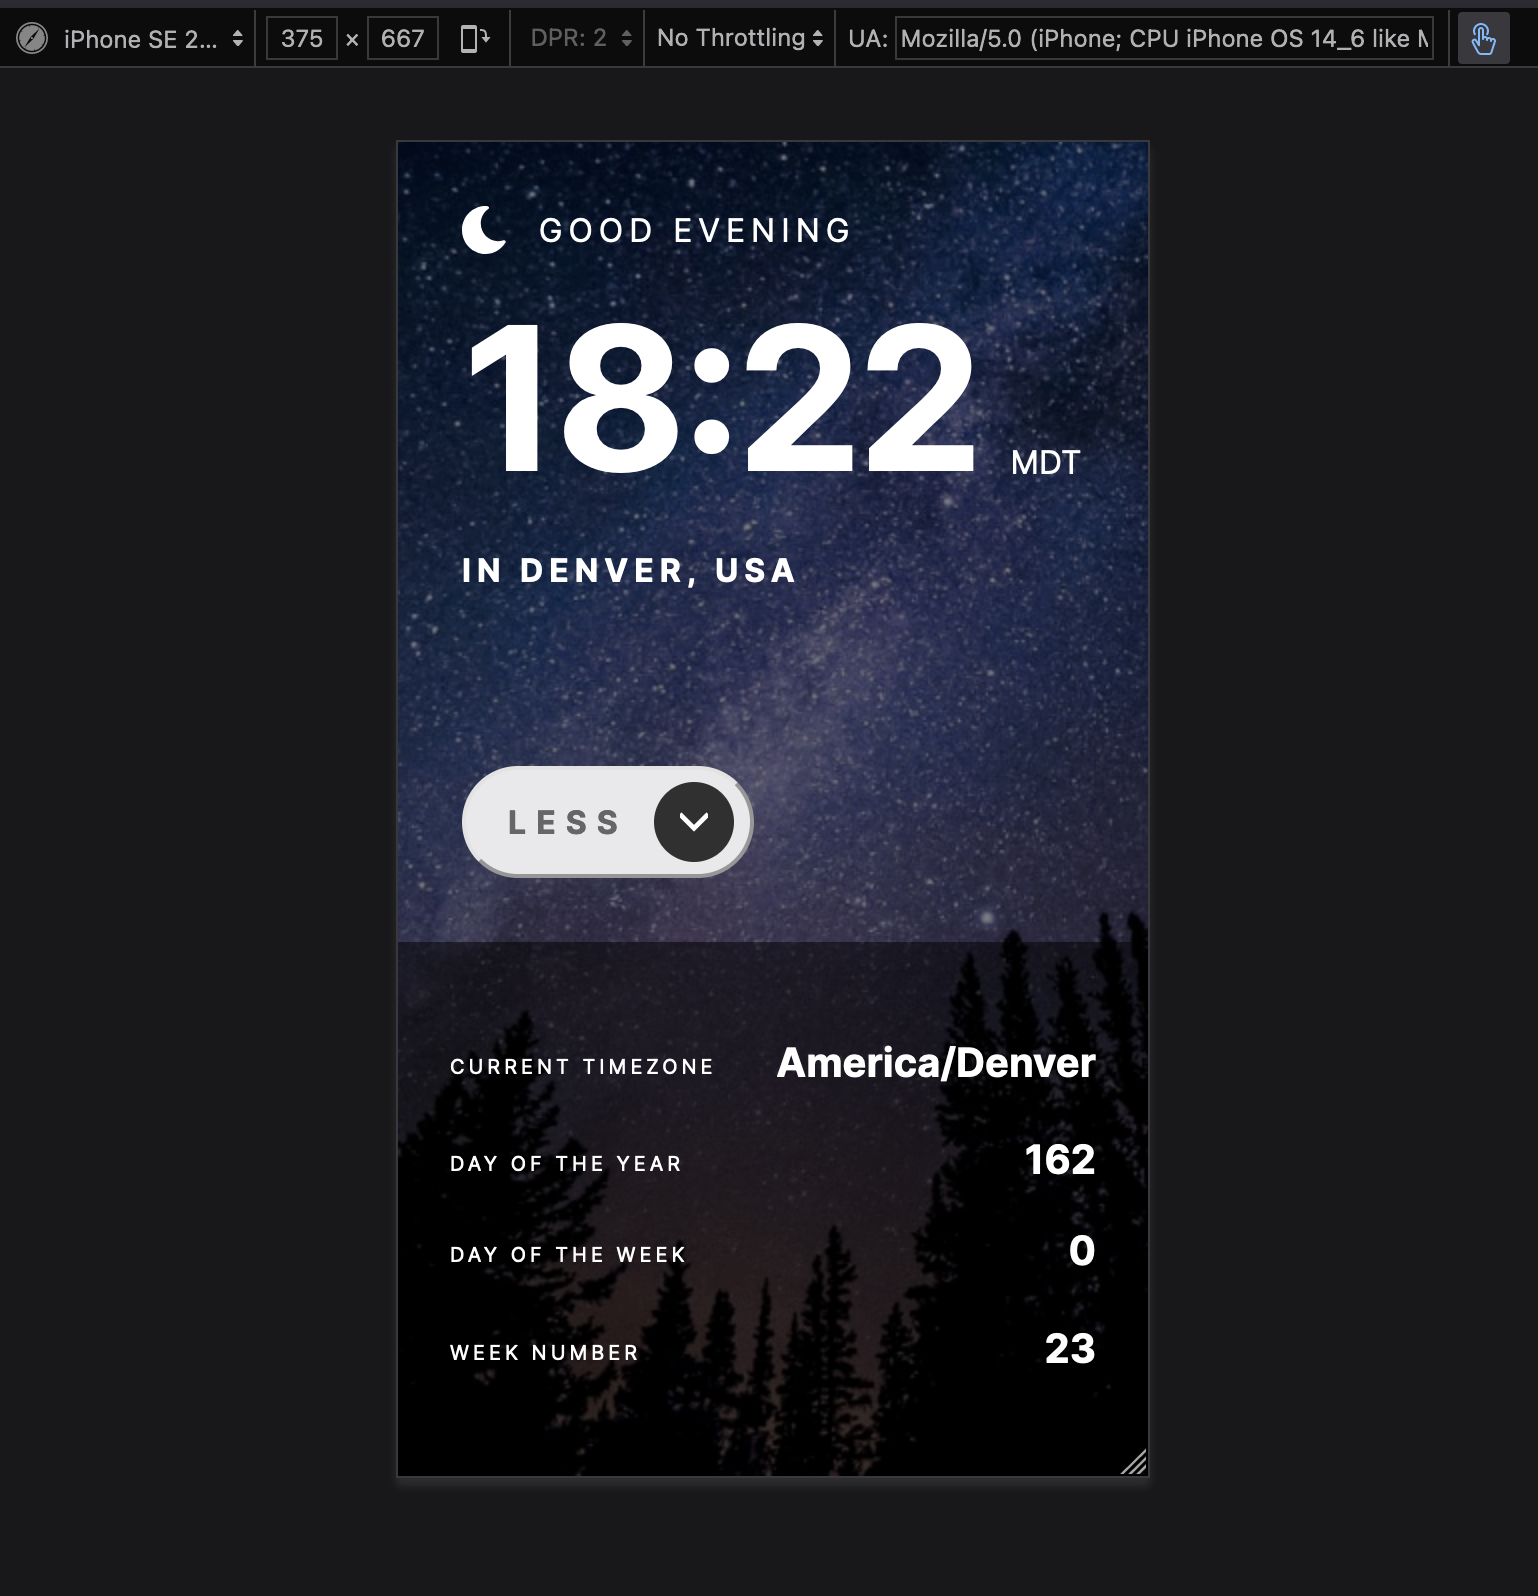 iPhone SE 2... 375 × 667 DPR: 2 No Throttling UA: Mozilla/5.0 (iPhone; CPU iPhone OS 14_6 like
GOOD EVENING
18:22 MDT
IN DENVER, USA
LESS
CURRENT TIMEZONE America/Denver
DAY OF THE YEAR 162
DAY OF THE WEEK 0
WEEK NUMBER 23